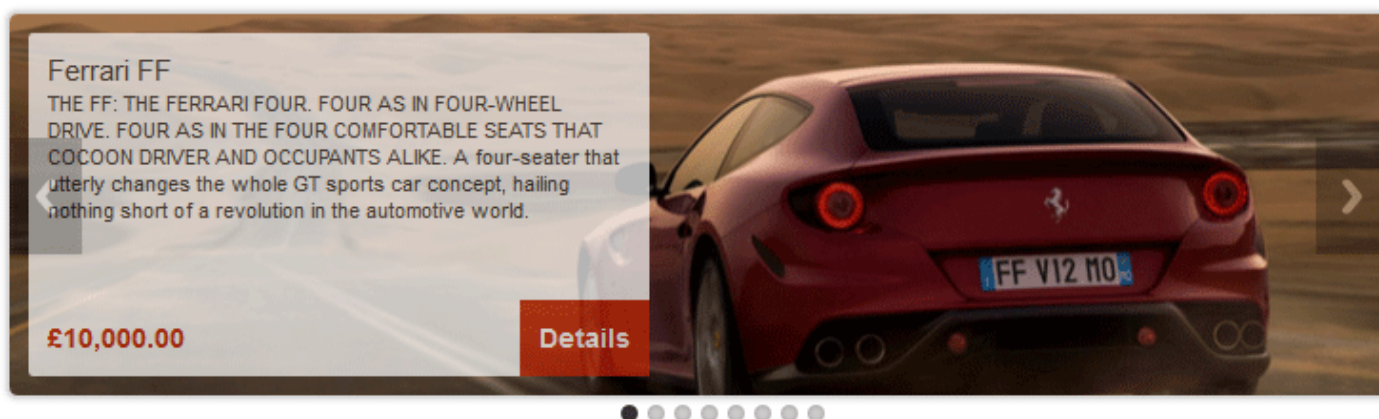 Ferrari FF
THE FF: THE FERRARI FOUR. FOUR AS IN FOUR-WHEEL
DRIVE. FOUR AS IN THE FOUR COMFORTABLE SEATS THAT
COCOON DRIVER AND OCCUPANTS ALIKE. A four-seater that
utterly changes the whole GT sports car concept, hailing
nothing short of a revolution in the automotive world.
FF V12 MO
£10,000.00
Details